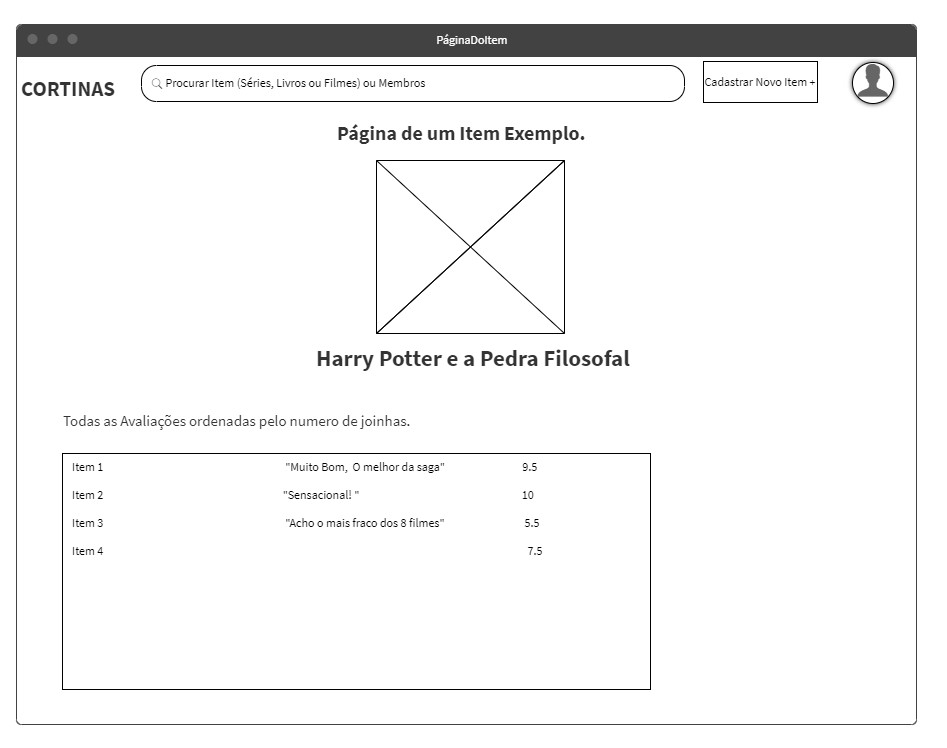 PáginaDoItem
CORTINAS
Procurar Item (Séries, Livros ou Filmes) ou Membros
Cadastrar Novo Item +
Página de um Item Exemplo.
Harry Potter e a Pedra Filosofal
Todas as Avaliações ordenadas pelo numero de joinhas.
Item 1 "Muito Bom, O melhor da saga" 9.5
Item 2 "Sensacional! " 10
Item 3 "Acho o mais fraco dos 8 filmes" 5.5
Item 4 7.5